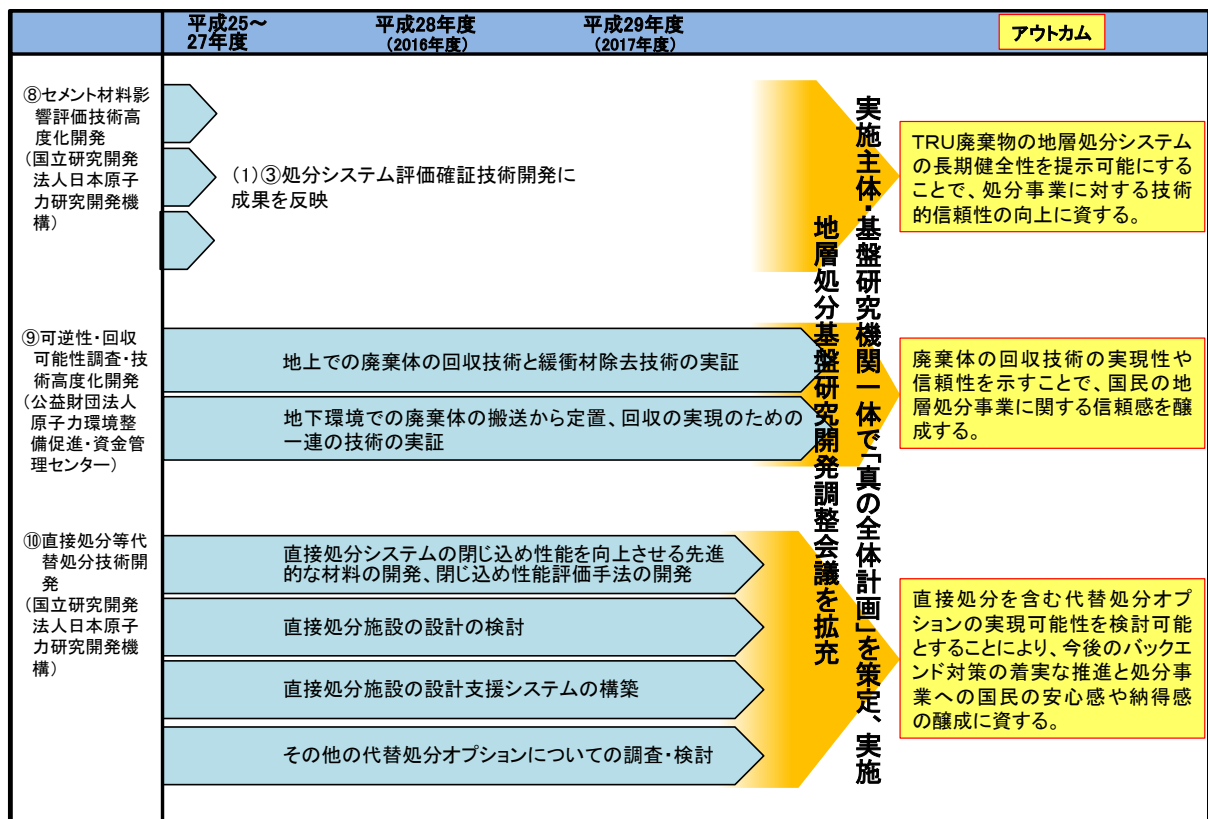 平成25～
27年度
平成28年度
(2016年度)
平成29年度
(2017年度)
アウトカム
⑧セメント材料影
響評価技術高
度化開発
(国立研究開発
法人日本原子
力研究開発機
構)
(1)③処分システム評価確証技術開発に
成果を反映
TRU廃棄物の地層処分システム
の長期健全性を提示可能にする
ことで、処分事業に対する技術
的信頼性の向上に資する。
⑨可逆性・回収
可能性調査・技
術高度化開発
(公益財団法人
原子力環境整
備促進・資金管
理センター)
地上での廃棄体の回収技術と緩衝材除去技術の実証
地下環境での廃棄体の搬送から定置、回収の実現のための
一連の技術の実証
廃棄体の回収技術の実現性や
信頼性を示すことで、国民の地
層処分事業に関する信頼感を醸
成する。
⑩直接処分等代
替処分技術開
発
(国立研究開発
法人日本原子
力研究開発機
構)
直接処分システムの閉じ込め性能を向上させる先進
的な材料の開発、閉じ込め性能評価手法の開発
直接処分施設の設計の検討
直接処分施設の設計支援システムの構築
その他の代替処分オプションについての調査・検討
直接処分を含む代替処分オプ
ションの実現可能性を検討可能
とすることにより、今後のバックエ
ンド対策の着実な推進と処分事
業への国民の安心感や納得感
の醸成に資する。
実施主体・基盤研究機関一体で「真の全体計画」を策定、実施
地層処分基盤研究開発調整会議を拡充